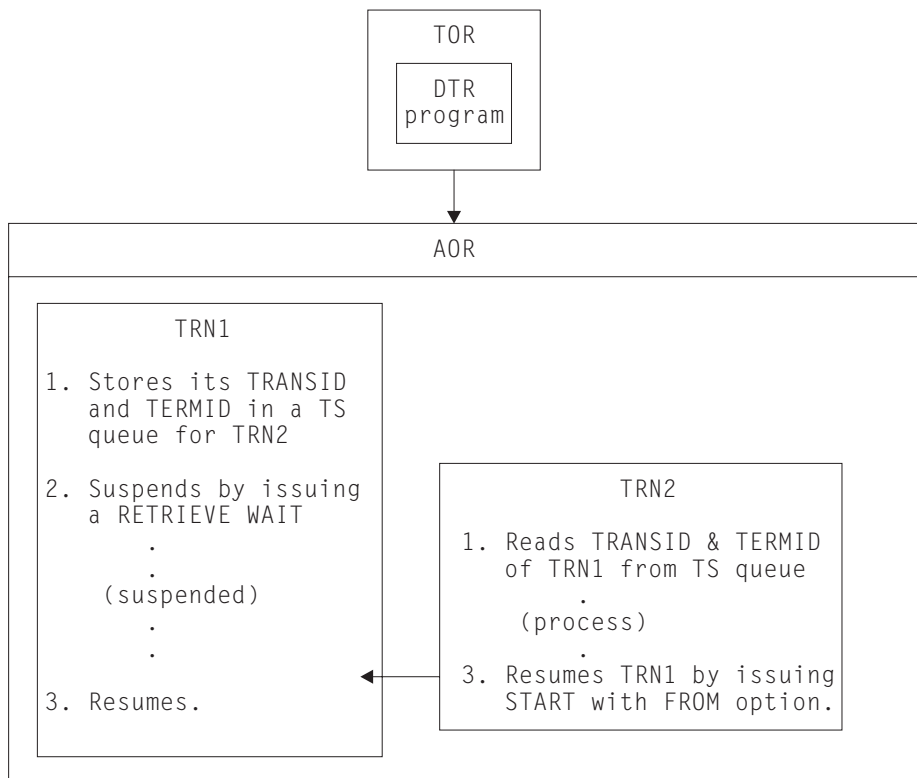 TOR
DTR
program
AOR
TRN1
1. Stores its TRANSID
and TERMID in a TS
queue for TRN2
2. Suspends by issuing
a RETRIEVE WAIT
.
.
(suspended)
.
.
3. Resumes.
TRN2
1. Reads TRANSID & TERMID
of TRN1 from TS queue
.
(process)
.
3. Resumes TRN1 by issuing
START with FROM option.